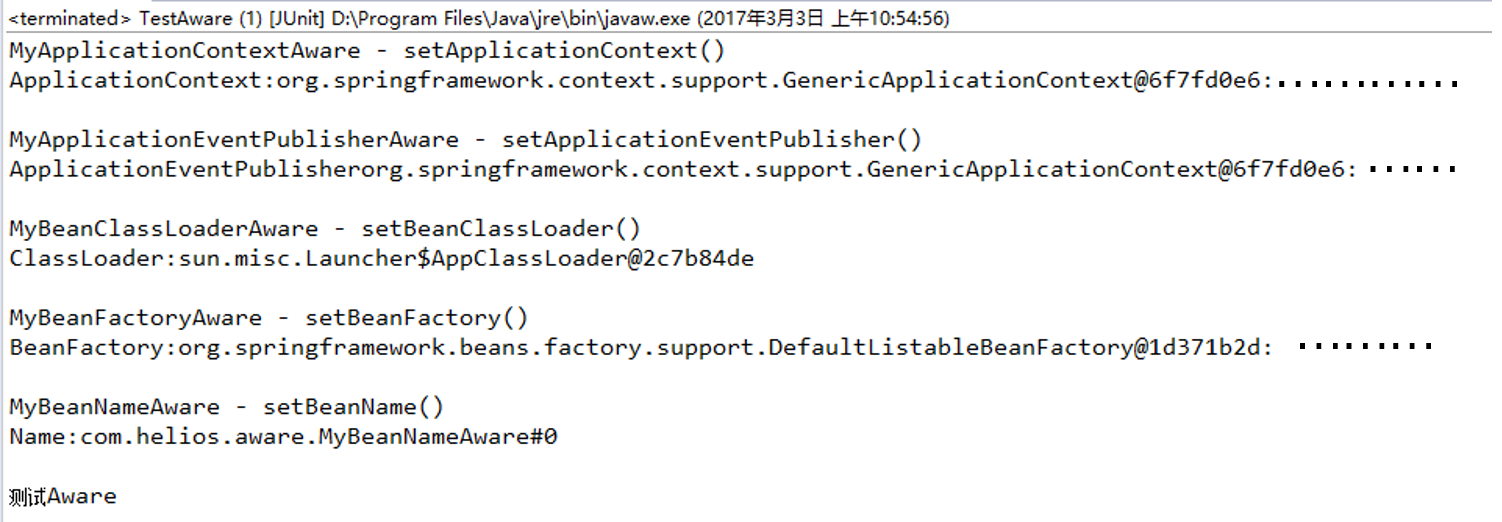 <terminated> TestAware (1) [JUnit] D:\Program Files\Java\jre\bin\javaw.exe (2017年3月3日 上午10:54:56)
MyApplicationContextAware - setApplicationContext()
ApplicationContext:org.springframework.context.support.GenericApplicationContext@6f7fd0e6:............
MyApplicationEventPublisherAware - setApplicationEventPublisher()
ApplicationEventPublisherorg.springframework.context.support.GenericApplicationContext@6f7fd0e6: ......
MyBeanClassLoaderAware - setBeanClassLoader()
ClassLoader:sun.misc.Launcher$AppClassLoader@2c7b84de
MyBeanFactoryAware - setBeanFactory()
BeanFactory:org.springframework.beans.factory.support.DefaultListableBeanFactory@1d371b2d: .........
MyBeanNameAware - setBeanName()
Name:com.helios.aware.MyBeanNameAware#0
测试Aware